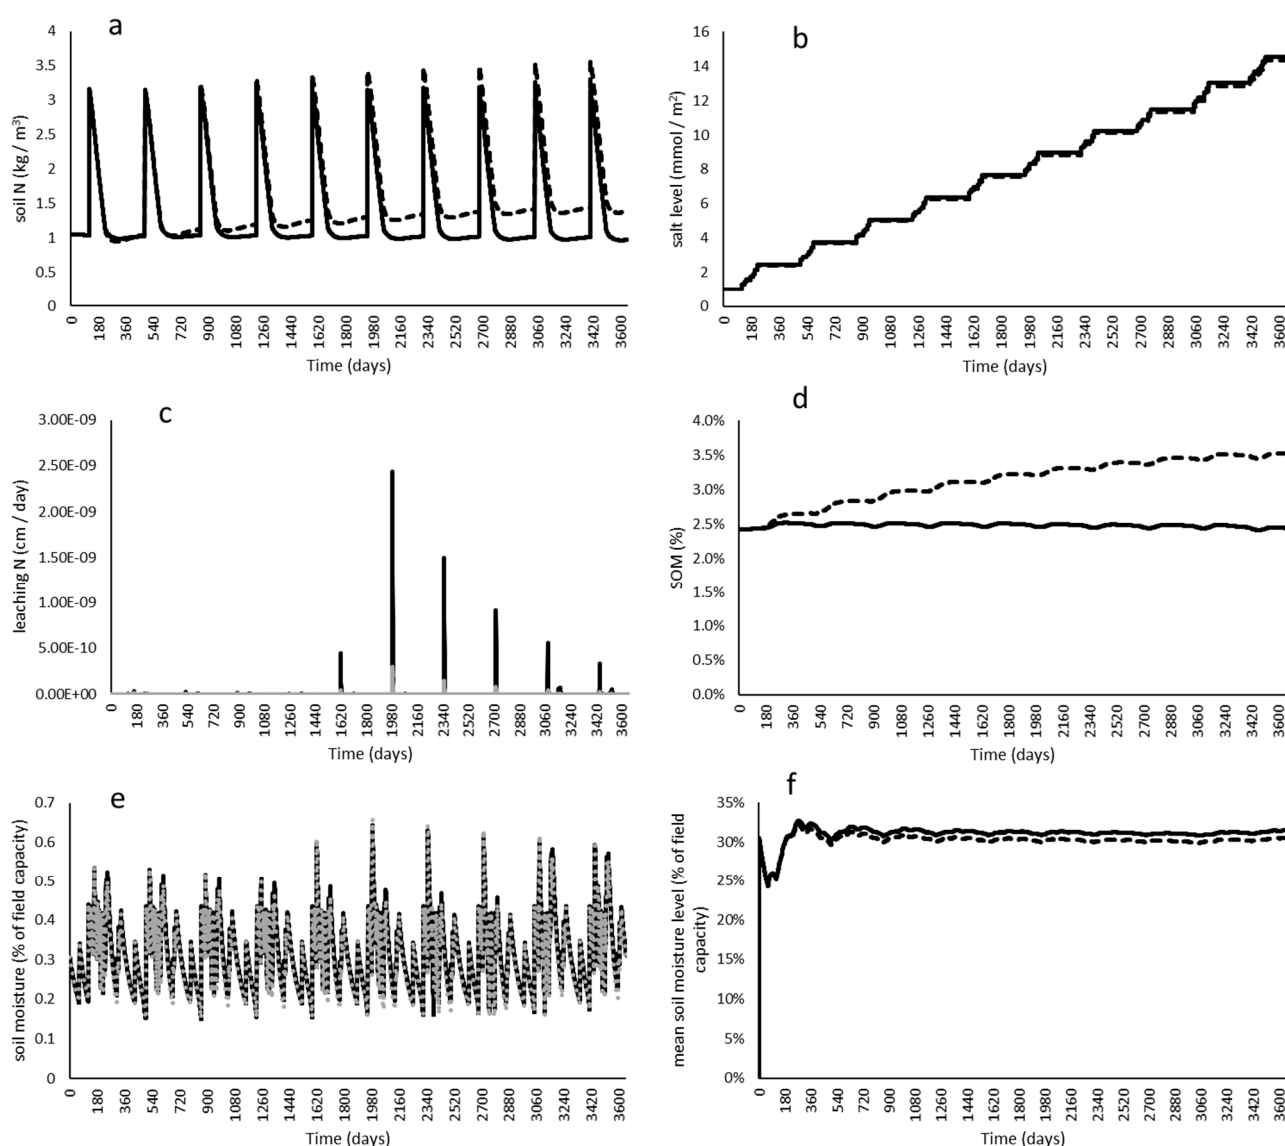 a
4
3.5
3
2.5
2
1.5
1
0.5
0
soil N (kg / m³)
0 180 360 540 720 900 1080 1260 1440 1620 1800 1980 2160 2340 2520 2700 2880 3060 3240 3420 3600
Time (days)
b
16
14
12
10
8
6
4
2
0
salt level (mmol / m²)
0 180 360 540 720 900 1080 1260 1440 1620 1800 1980 2160 2340 2520 2700 2880 3060 3240 3420 3600
Time (days)
c
3.00E-09
2.50E-09
2.00E-09
1.50E-09
1.00E-09
5.00E-10
0.00E+00
leaching N (cm / day)
0 180 360 540 720 900 1080 1260 1440 1620 1800 1980 2160 2340 2520 2700 2880 3060 3240 3420 3600
Time (days)
d
4.0%
3.5%
3.0%
2.5%
2.0%
1.5%
1.0%
0.5%
0.0%
SOM (%)
0 180 360 540 720 900 1080 1260 1440 1620 1800 1980 2160 2340 2520 2700 2880 3060 3240 3420 3600
Time (days)
e
0.7
0.6
0.5
0.4
0.3
0.2
0.1
0
soil moisture (% of field capacity)
0 180 360 540 720 900 1080 1260 1440 1620 1800 1980 2160 2340 2520 2700 2880 3060 3240 3420 3600
Time (days)
f
35%
30%
25%
20%
15%
10%
5%
0%
mean soil moisture level (% of field
capacity)
0 180 360 540 720 900 1080 1260 1440 1620 1800 1980 2160 2340 2520 2700 2880 3060 3240 3420 3600
Time (days)